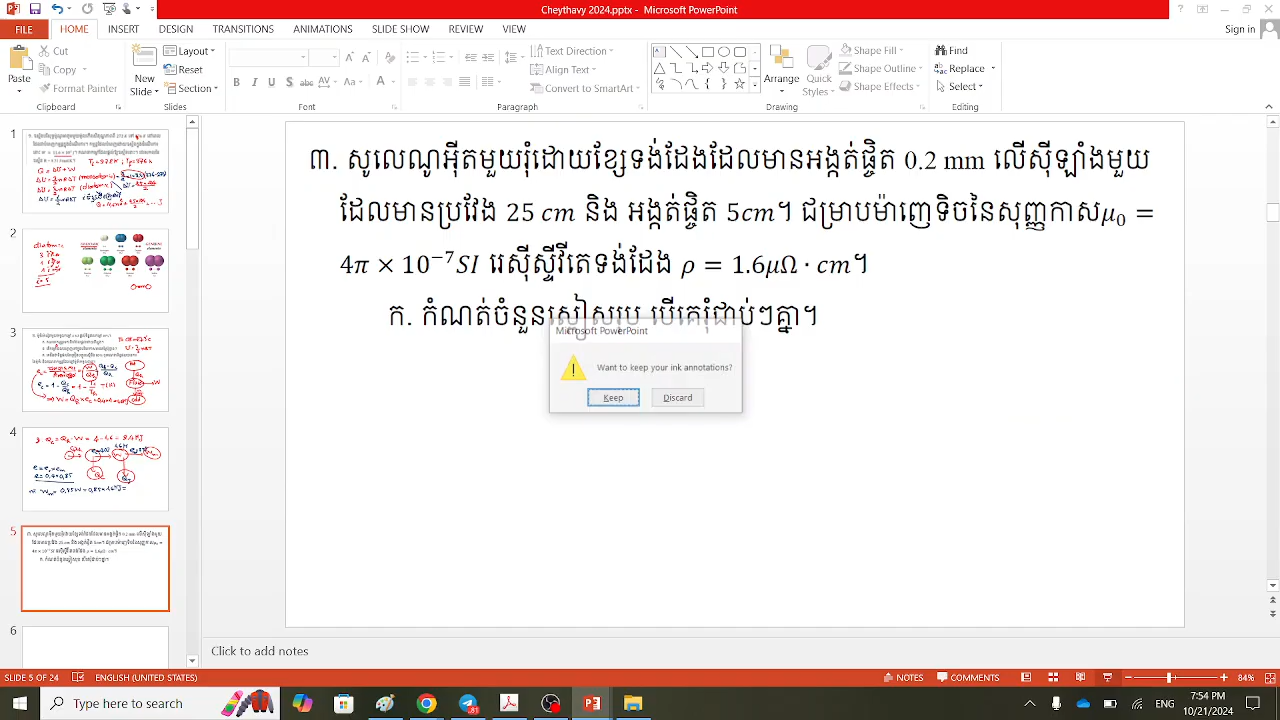 Cheythavy 2024.pptx - Microsoft PowerPoint
Sign in
FILE HOME INSERT DESIGN TRANSITIONS ANIMATIONS SLIDE SHOW REVIEW VIEW
Cut
Copy
Format Painter
Paste
Clipboard
New
Slide
Layout
Reset
Section
Slides
Font
Text Direction
Align Text
Convert to SmartArt
Paragraph
Arrange
Quick
Styles
Shape Fill
Shape Outline
Shape Effects
Drawing
Find
Replace
Select
Editing
1
2
3
4
5
6
៣. សូលេណូអ៊ីតមួយរុំដោយខ្សែទង់ដែងដែលមានអង្កត់ផ្ចិត 0.2 mm លើស៊ីឡាំងមួយ
ដែលមានប្រវែង 25 cm និង អង្កត់ផ្ចិត 5cm។ ជម្រាបម៉ាញេទិចនៃសុញ្ញកាសμ₀ =
4π × 10⁻⁷SI រេស៊ីស្ទីវីតេទង់ដែង ρ = 1.6μΩ · cm។
ក. កំណត់ចំនួនស្ពៀសរុប បើគេរុំជាប់ៗគ្នា។
Microsoft PowerPoint
Want to keep your ink annotations?
Keep Discard
Click to add notes
SLIDE 5 OF 24 ENGLISH (UNITED STATES) NOTES COMMENTS 84%
Type here to search
81
7:54 PM
10/21/2024